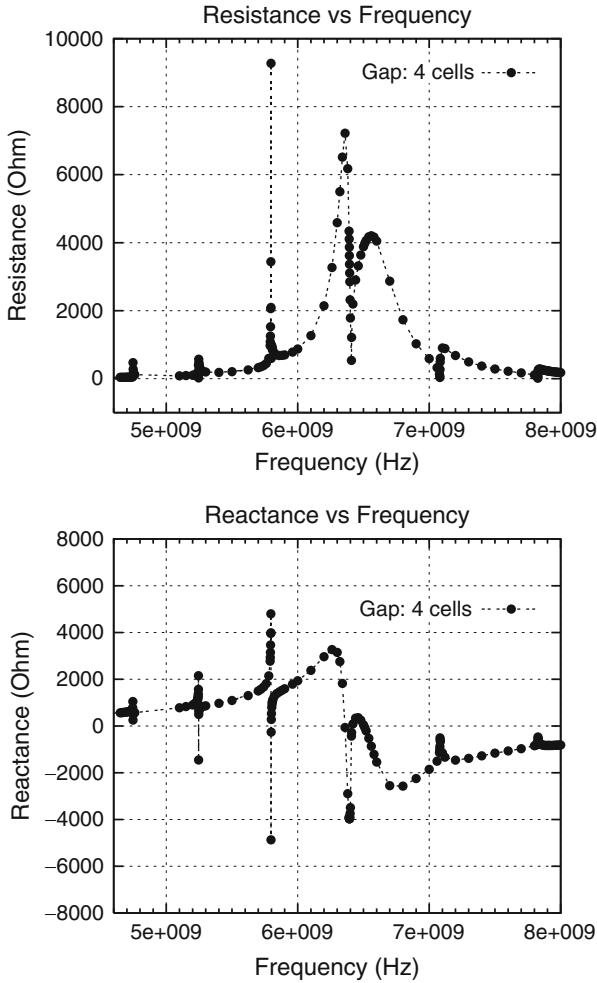 Resistance vs Frequency
10000
8000
6000
4000
2000
0
Resistance (Ohm)
Gap: 4 cells
5e+009 6e+009 7e+009 8e+009
Frequency (Hz)
Reactance vs Frequency
8000
6000
4000
2000
0
−2000
−4000
−6000
−8000
Reactance (Ohm)
Gap: 4 cells
5e+009 6e+009 7e+009 8e+009
Frequency (Hz)